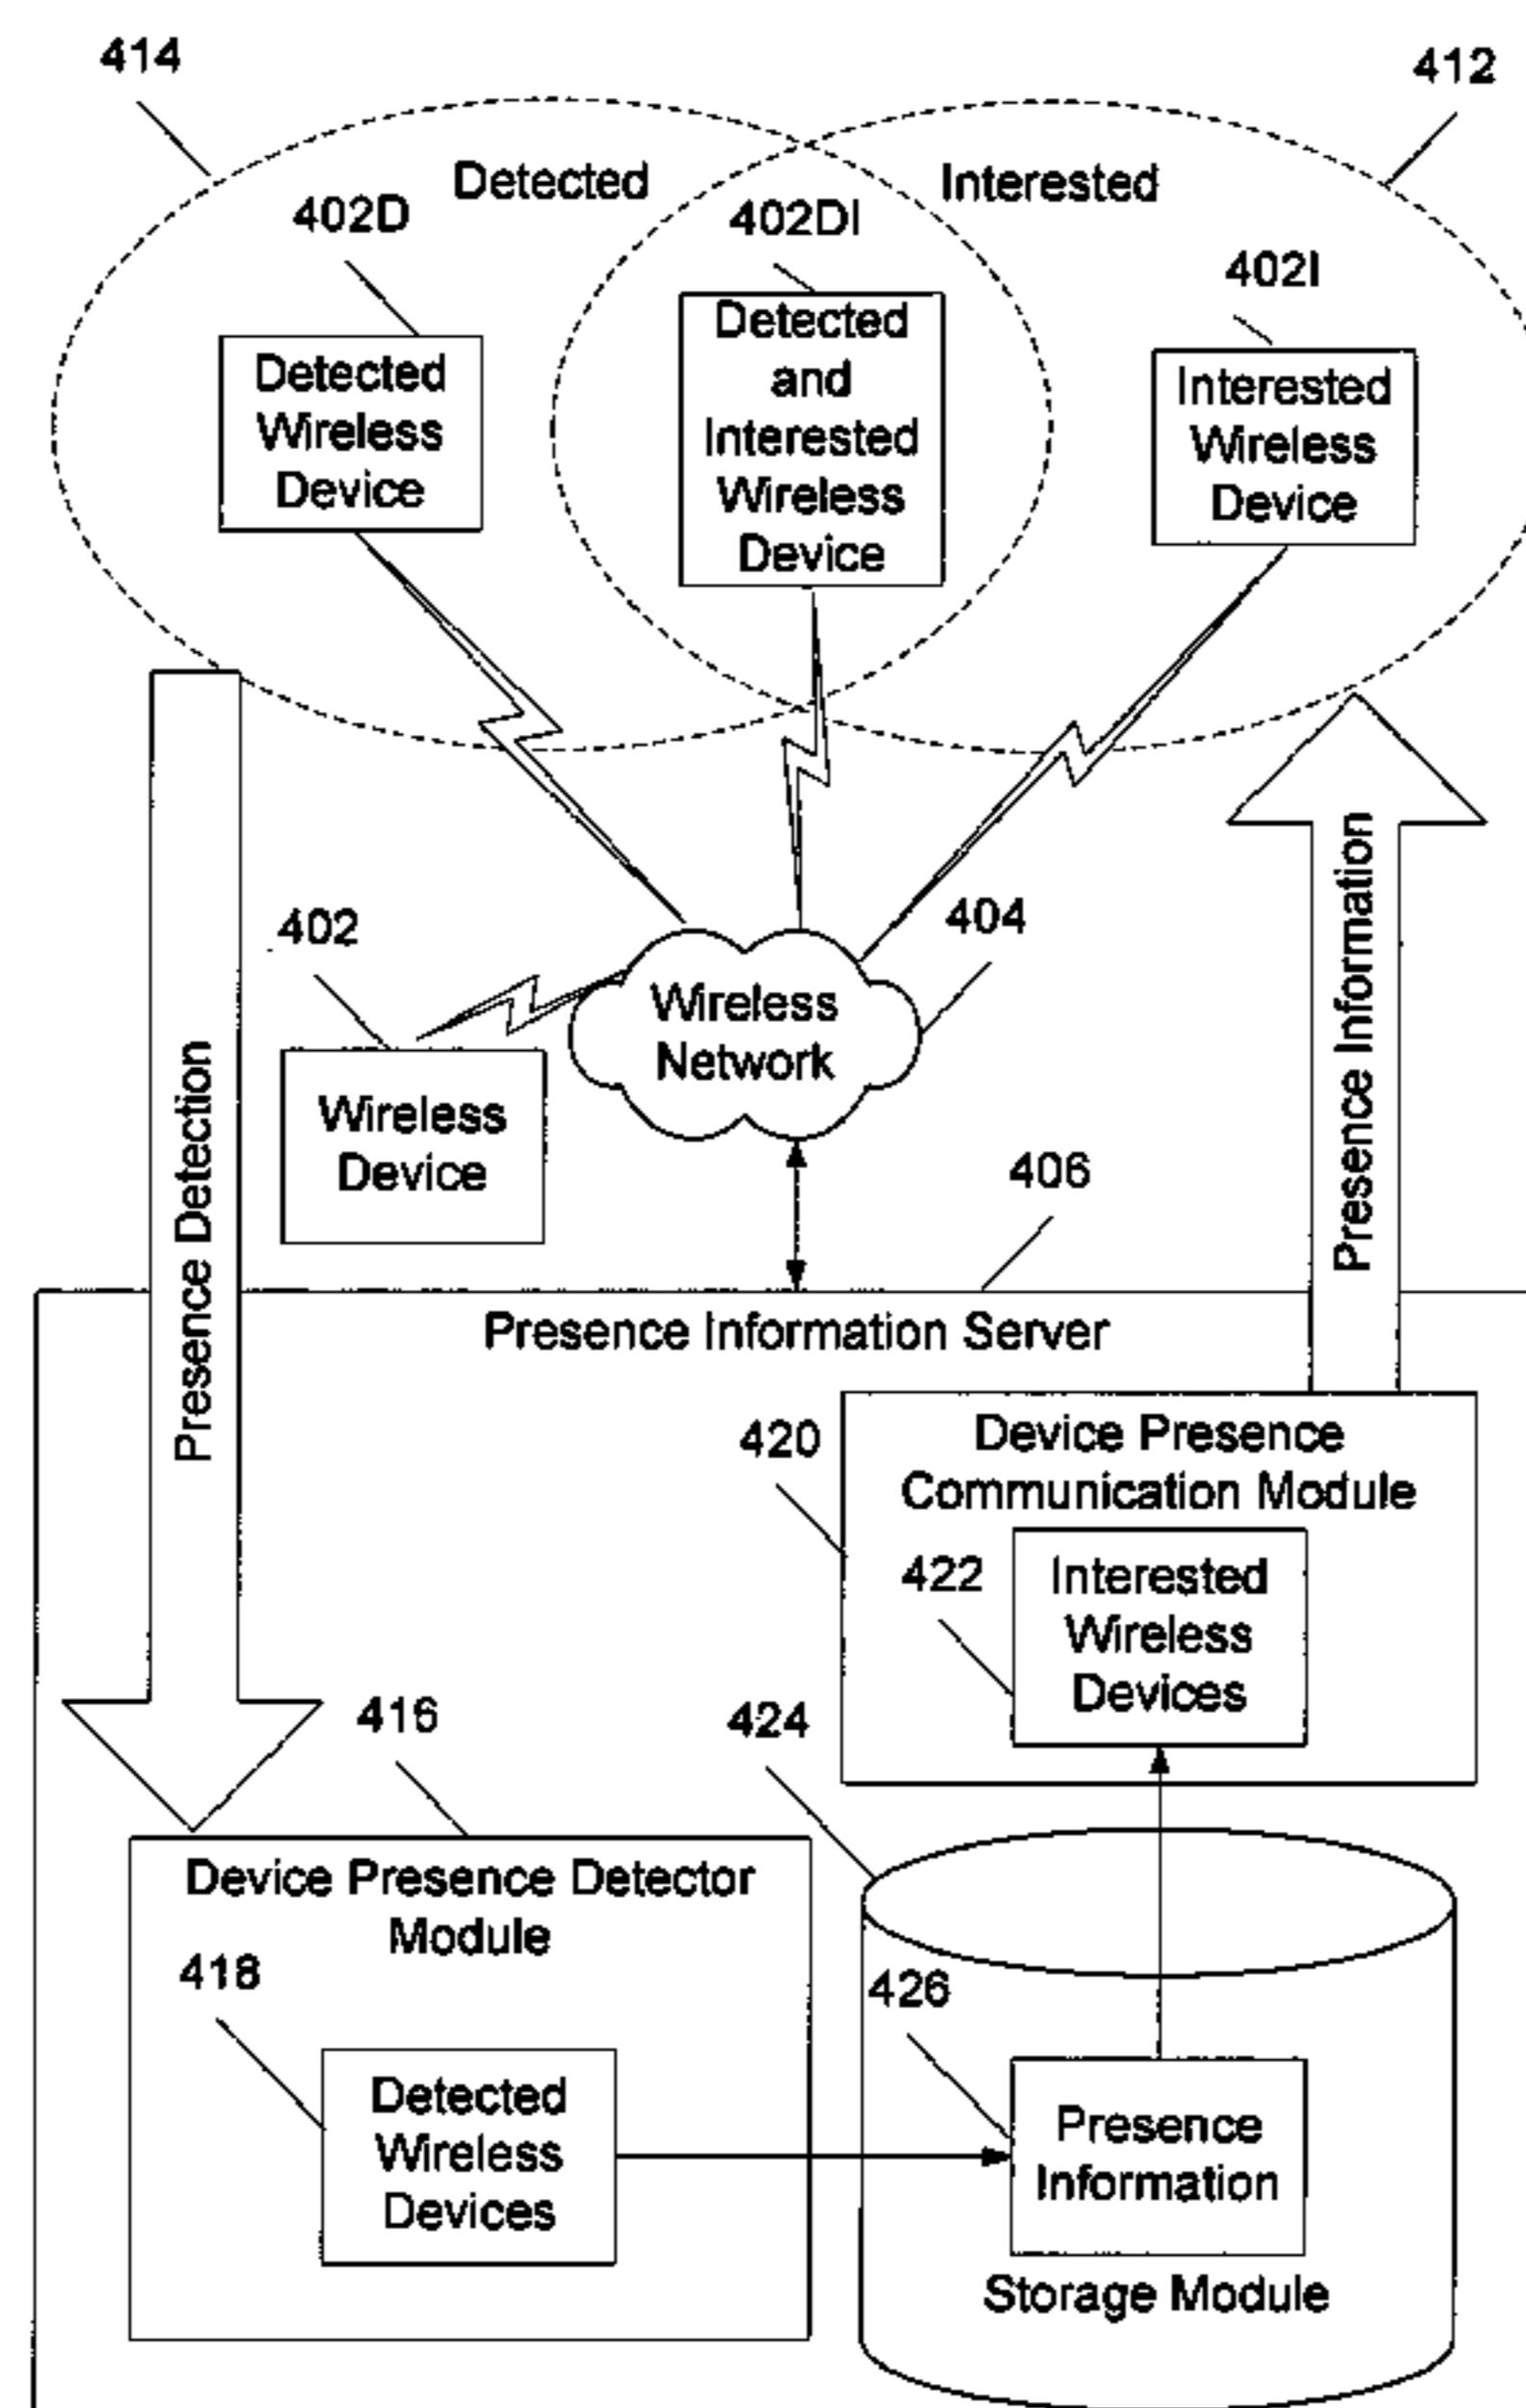 414
412
Detected
Interested
402D
402DI
402I
Detected
Wireless
Device
Detected
and
Interested
Wireless
Device
Interested
Wireless
Device
402
404
Wireless
Network
Wireless
Device
Presence Detection
Presence Information
406
Presence Information Server
420
Device Presence
Communication Module
422
Interested
Wireless
Devices
416
424
Device Presence Detector
Module
418
Detected
Wireless
Devices
426
Presence
Information
Storage Module